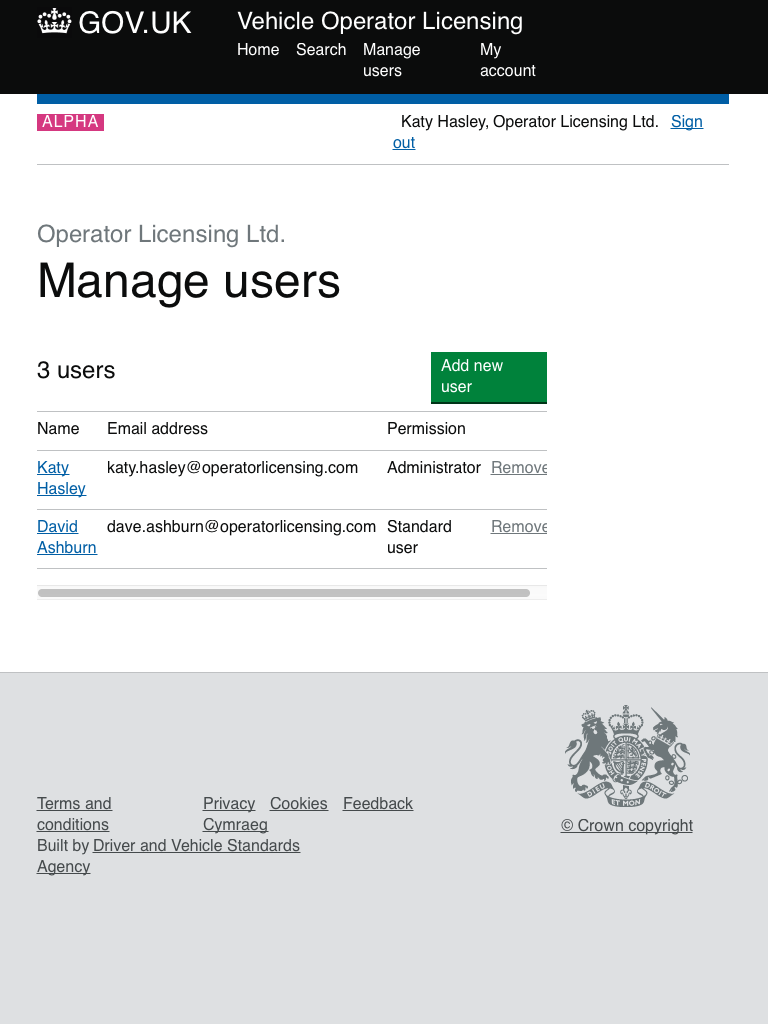 GOV.UK
Vehicle Operator Licensing
Home Search Manage users My account
ALPHA
Katy Hasley, Operator Licensing Ltd. Sign
out
Operator Licensing Ltd.
Manage users
3 users
Add new
user
Name Email address Permission
Katy Hasley katy.hasley@operatorlicensing.com Administrator Remove
David Ashburn dave.ashburn@operatorlicensing.com Standard user Remove
Terms and conditions Privacy Cookies Feedback
Cymraeg
Built by Driver and Vehicle Standards
Agency
DIEU ET MON DROIT
© Crown copyright